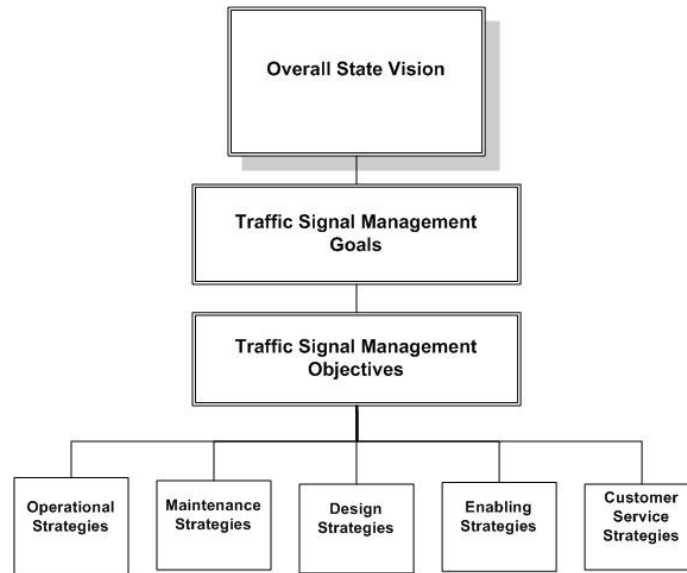 Overall State Vision
Traffic Signal Management
Goals
Traffic Signal Management
Objectives
Operational
Strategies
Maintenance
Strategies
Design
Strategies
Enabling
Strategies
Customer
Service
Strategies